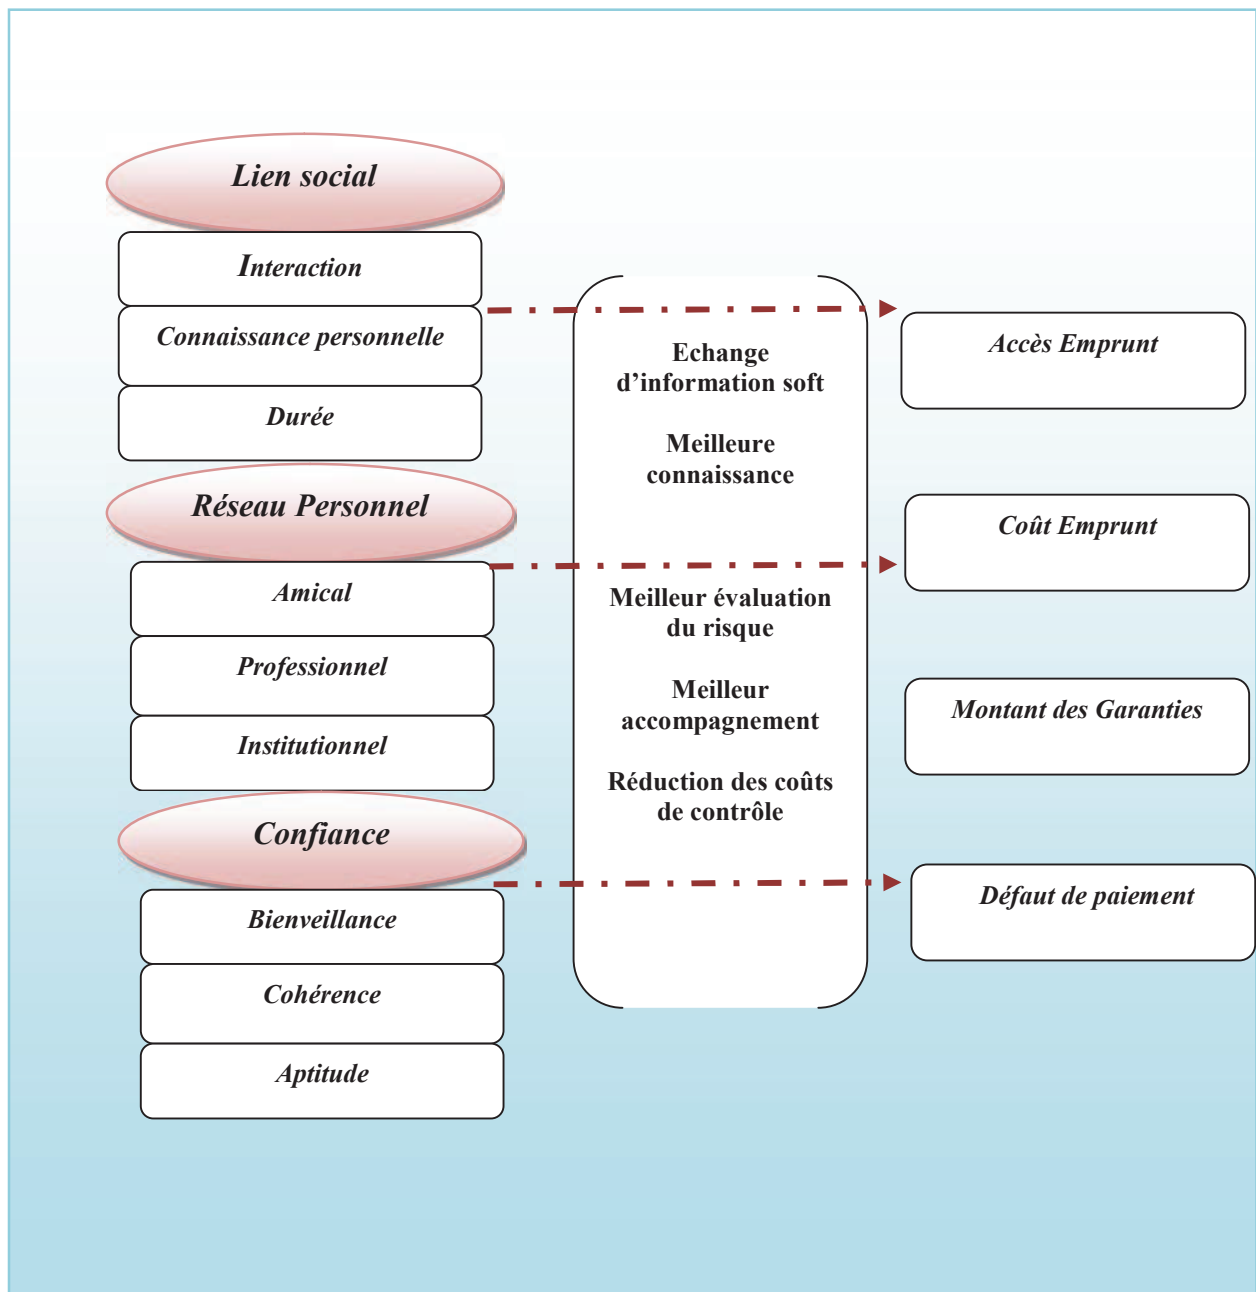 Lien social
Interaction
Connaissance personnelle
Durée
Réseau Personnel
Amical
Professionnel
Institutionnel
Confiance
Bienveillance
Cohérence
Aptitude
Echange
d’information soft
Meilleure
connaissance
Meilleur évaluation
du risque
Meilleur
accompagnement
Réduction des coûts
de contrôle
Accès Emprunt
Coût Emprunt
Montant des Garanties
Défaut de paiement